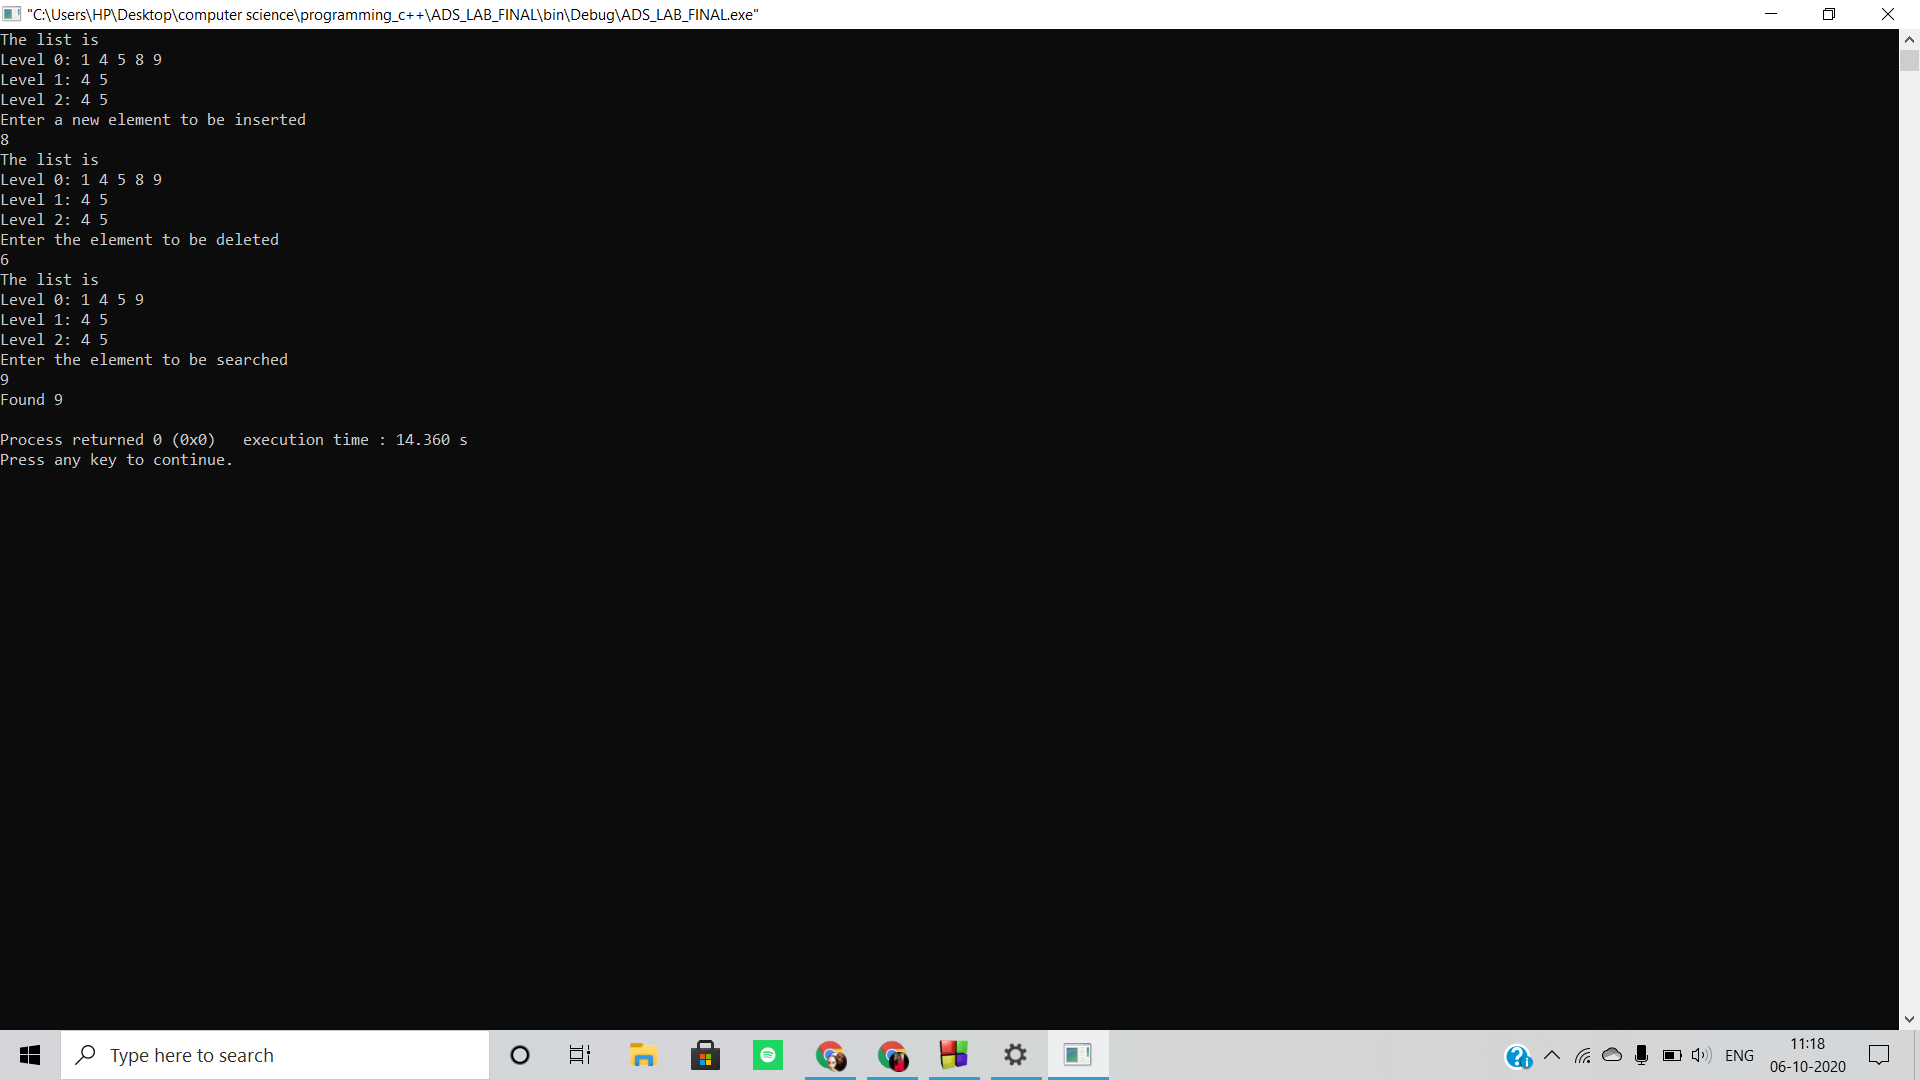 "C:\Users\HP\Desktop\computer science\programming_c++\ADS_LAB_FINAL\bin\Debug\ADS_LAB_FINAL.exe"
The list is
Level 0: 1 4 5 8 9
Level 1: 4 5
Level 2: 4 5
Enter a new element to be inserted
8
The list is
Level 0: 1 4 5 8 9
Level 1: 4 5
Level 2: 4 5
Enter the element to be deleted
6
The list is
Level 0: 1 4 5 9
Level 1: 4 5
Level 2: 4 5
Enter the element to be searched
9
Found 9
Process returned 0 (0x0)   execution time : 14.360 s
Press any key to continue.
Type here to search
ENG
11:18
06-10-2020